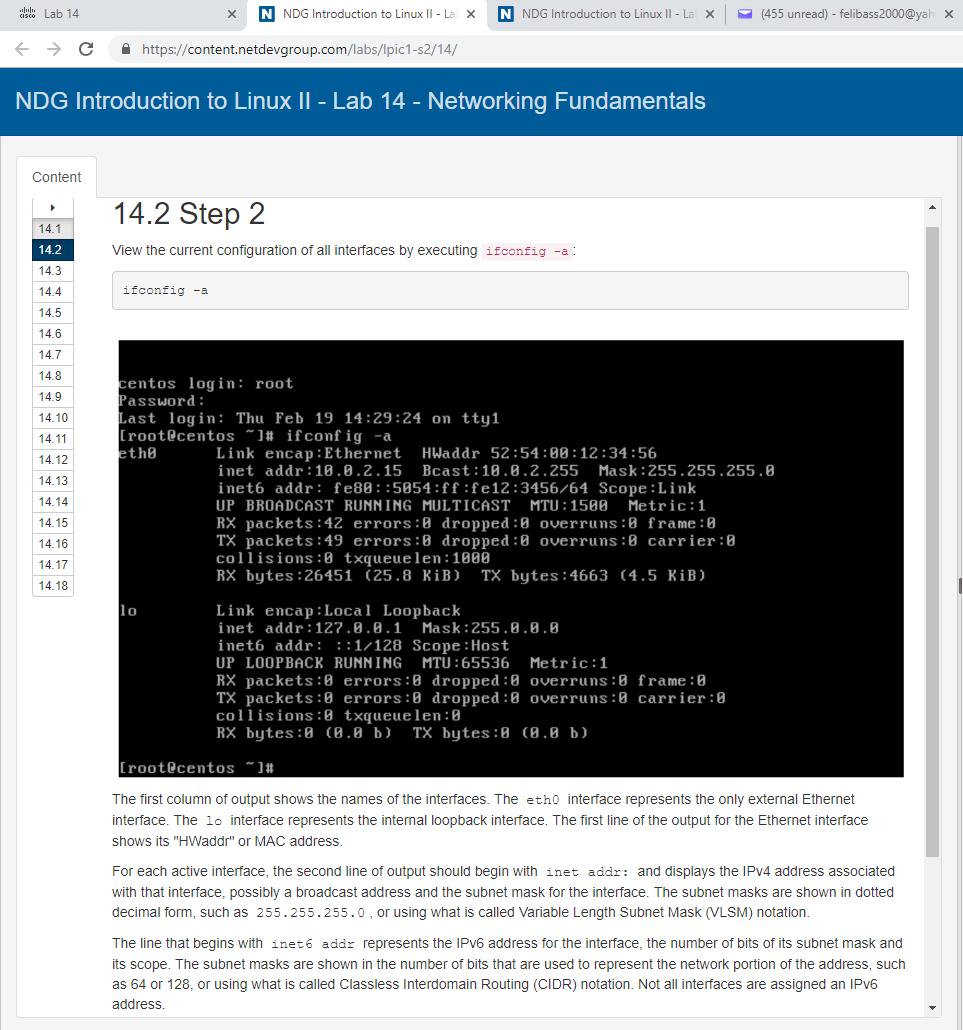 cisco Lab 14
NDG Introduction to Linux II - La
NDG Introduction to Linux II - La
(455 unread) - felibass2000@yah
https://content.netdevgroup.com/labs/lpic1-s2/14/
NDG Introduction to Linux II - Lab 14 - Networking Fundamentals
Content
14.1
14.2
14.3
14.4
14.5
14.6
14.7
14.8
14.9
14.10
14.11
14.12
14.13
14.14
14.15
14.16
14.17
14.18
14.2 Step 2
View the current configuration of all interfaces by executing ifconfig -a:
ifconfig -a
centos login: root
Password:
Last login: Thu Feb 19 14:29:24 on tty1
[root@centos ~]# ifconfig -a
eth0 Link encap:Ethernet HWaddr 52:54:00:12:34:56
inet addr:10.0.2.15 Bcast:10.0.2.255 Mask:255.255.255.0
inet6 addr: fe80::5054:ff:fe12:3456/64 Scope:Link
UP BROADCAST RUNNING MULTICAST MTU:1500 Metric:1
RX packets:42 errors:0 dropped:0 overruns:0 frame:0
TX packets:49 errors:0 dropped:0 overruns:0 carrier:0
collisions:0 txqueuelen:1000
RX bytes:26451 (25.8 KiB) TX bytes:4663 (4.5 KiB)
lo Link encap:Local Loopback
inet addr:127.0.0.1 Mask:255.0.0.0
inet6 addr: ::1/128 Scope:Host
UP LOOPBACK RUNNING MTU:65536 Metric:1
RX packets:0 errors:0 dropped:0 overruns:0 frame:0
TX packets:0 errors:0 dropped:0 overruns:0 carrier:0
collisions:0 txqueuelen:0
RX bytes:0 (0.0 b) TX bytes:0 (0.0 b)
[root@centos ~]#
The first column of output shows the names of the interfaces. The eth0 interface represents the only external Ethernet
interface. The lo interface represents the internal loopback interface. The first line of the output for the Ethernet interface
shows its "HWaddr" or MAC address.
For each active interface, the second line of output should begin with inet addr: and displays the IPv4 address associated
with that interface, possibly a broadcast address and the subnet mask for the interface. The subnet masks are shown in dotted
decimal form, such as 255.255.255.0, or using what is called Variable Length Subnet Mask (VLSM) notation.
The line that begins with inet6 addr represents the IPv6 address for the interface, the number of bits of its subnet mask and
its scope. The subnet masks are shown in the number of bits that are used to represent the network portion of the address, such
as 64 or 128, or using what is called Classless Interdomain Routing (CIDR) notation. Not all interfaces are assigned an IPv6
address.